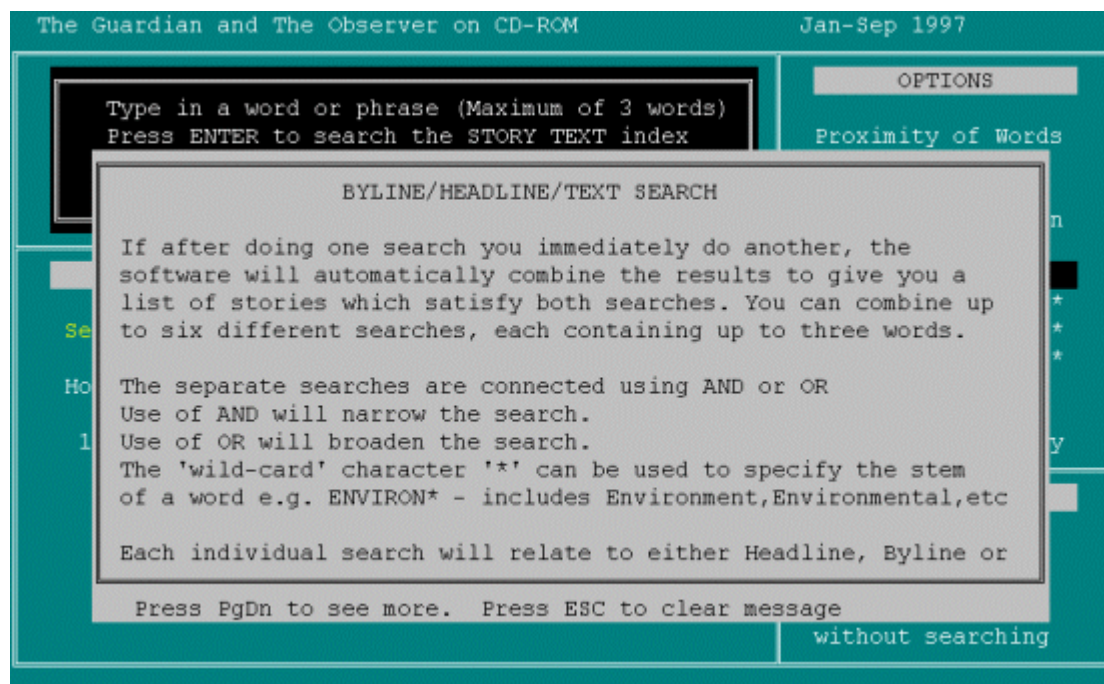 The Guardian and The Observer on CD-ROM Jan-Sep 1997
OPTIONS
Type in a word or phrase (Maximum of 3 words)
Press ENTER to search the STORY TEXT index
Proximity of Words
BYLINE/HEADLINE/TEXT SEARCH
If after doing one search you immediately do another, the
software will automatically combine the results to give you a
list of stories which satisfy both searches. You can combine up
to six different searches, each containing up to three words.
The separate searches are connected using AND or OR
Use of AND will narrow the search.
Use of OR will broaden the search.
The 'wild-card' character '*' can be used to specify the stem
of a word e.g. ENVIRON* - includes Environment,Environmental,etc
Each individual search will relate to either Headline, Byline or
Press PgDn to see more. Press ESC to clear message
n
*
*
*
y
Se
Ho
1
without searching